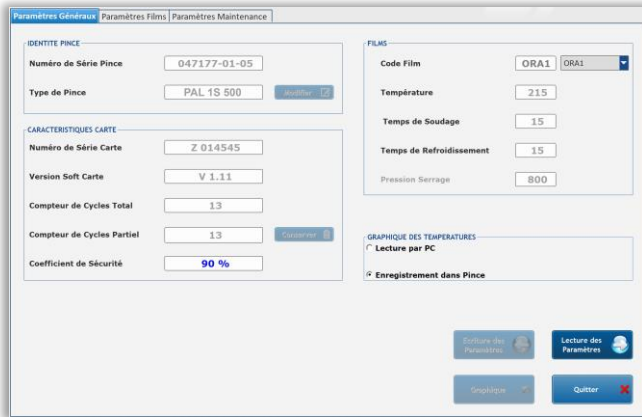 Paramètres Généraux Paramètres Films Paramètres Maintenance
IDENTITE PINCE
Numéro de Série Pince 047177-01-05
Type de Pince PAL 1S 500 Modifier
CARACTERISTIQUES CARTE
Numéro de Série Carte Z 014545
Version Soft Carte V 1.11
Compteur de Cycles Total 13
Compteur de Cycles Partiel 13 Conserver
Coefficient de Sécurité 90 %
FILMS
Code Film ORA1 ORA1
Température 215
Temps de Soudage 15
Temps de Refroidissement 15
Pression Serrage 800
GRAPHIQUE DES TEMPERATURES
Lecture par PC
Enregistrement dans Pince
Ecriture des
Paramètres
Lecture des
Paramètres
Graphique
Quitter